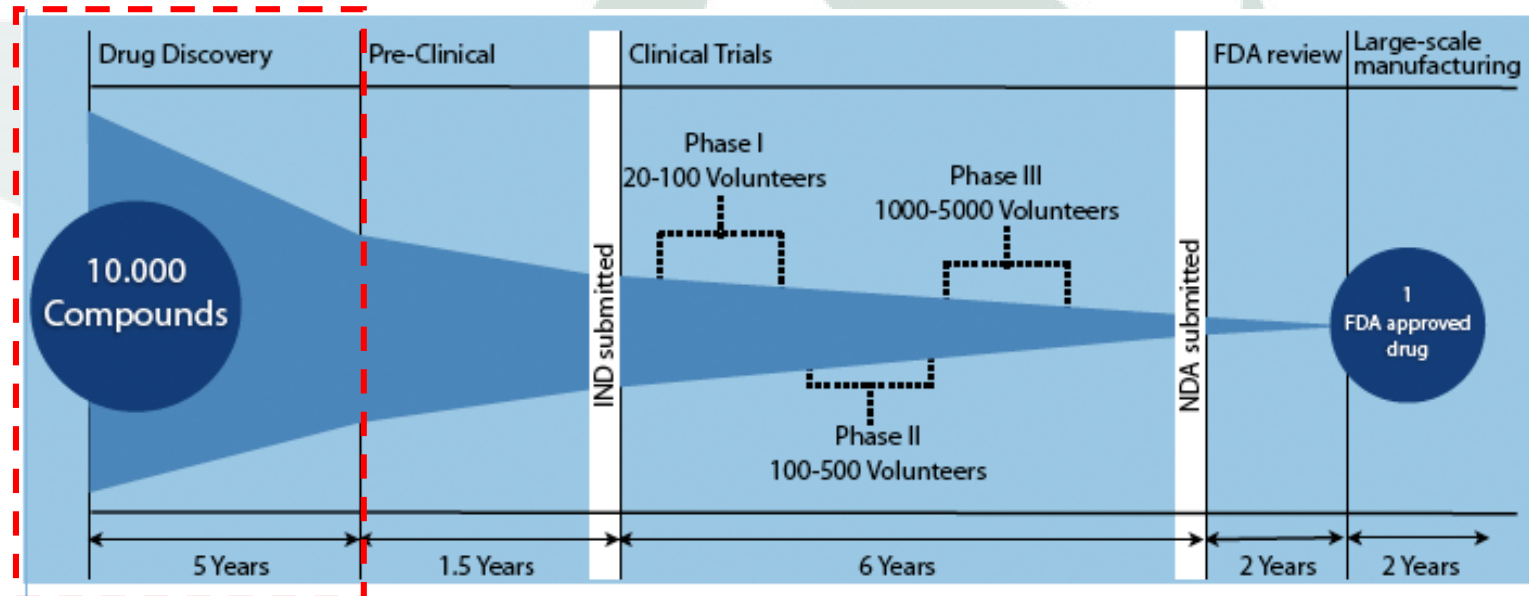 Drug Discovery
Pre-Clinical
Clinical Trials
FDA review
Large-scale
manufacturing
Phase I
20-100 Volunteers
Phase III
1000-5000 Volunteers
10.000
Compounds
IND submitted
NDA submitted
1
FDA approved
drug
Phase II
100-500 Volunteers
5 Years
1.5 Years
6 Years
2 Years
2 Years